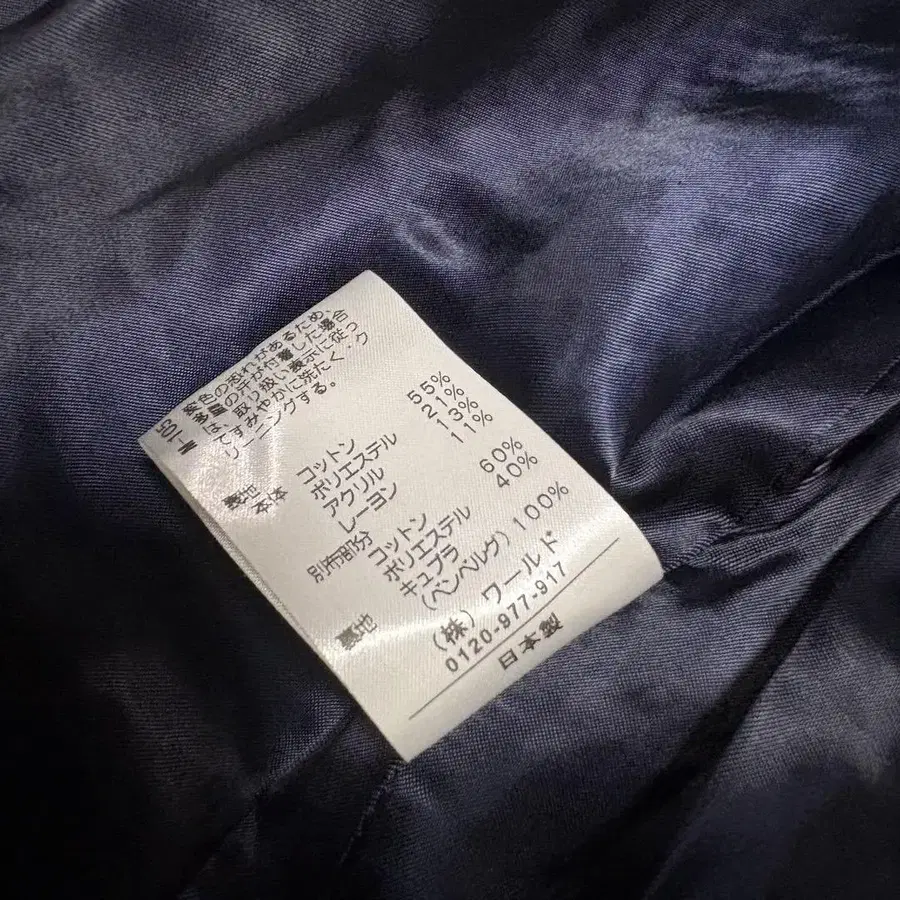 染色の恐れがあるため、
の汗が付着した場合
は、取り扱い表示に従っ
てすみやかに洗たく・ク
リーニングする。
表地
本体
コットン 55%
ポリエステル 21%
アクリル 13%
レーヨン 11%
別布部分
コットン 60%
ポリエステル 40%
裏地
キュプラ
(ベンベルグ) 100%
(株) ワールド
0120-977-917
日本製